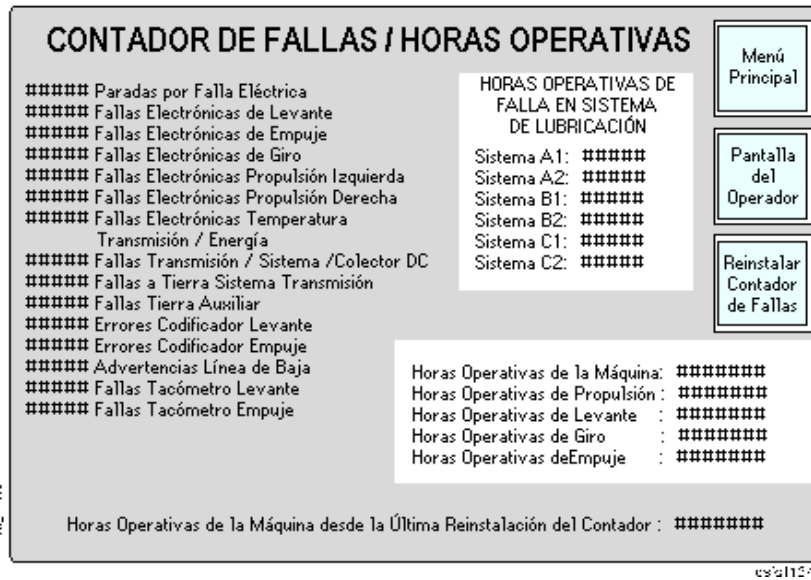 CONTADOR DE FALLAS / HORAS OPERATIVAS
##### Paradas por Falla Eléctrica
##### Fallas Electrónicas de Levante
##### Fallas Electrónicas de Empuje
##### Fallas Electrónicas de Giro
##### Fallas Electrónicas Propulsión Izquierda
##### Fallas Electrónicas Propulsión Derecha
##### Fallas Electrónicas Temperatura
Transmisión / Energía
##### Fallas Transmisión / Sistema /Colector DC
##### Fallas a Tierra Sistema Transmisión
##### Fallas Tierra Auxiliar
##### Errores Codificador Levante
##### Errores Codificador Empuje
##### Advertencias Línea de Baja
##### Fallas Tacómetro Levante
##### Fallas Tacómetro Empuje
HORAS OPERATIVAS DE
FALLA EN SISTEMA
DE LUBRICACIÓN
Sistema A1: #####
Sistema A2: #####
Sistema B1: #####
Sistema B2: #####
Sistema C1: #####
Sistema C2: #####
Menú
Principal
Pantalla
del
Operador
Reinstalar
Contador
de Fallas
Horas Operativas de la Máquina: #######
Horas Operativas de Propulsión : #######
Horas Operativas de Levante : #######
Horas Operativas de Giro : #######
Horas Operativas deEmpuje : #######
Horas Operativas de la Máquina desde la Última Reinstalación del Contador : #######